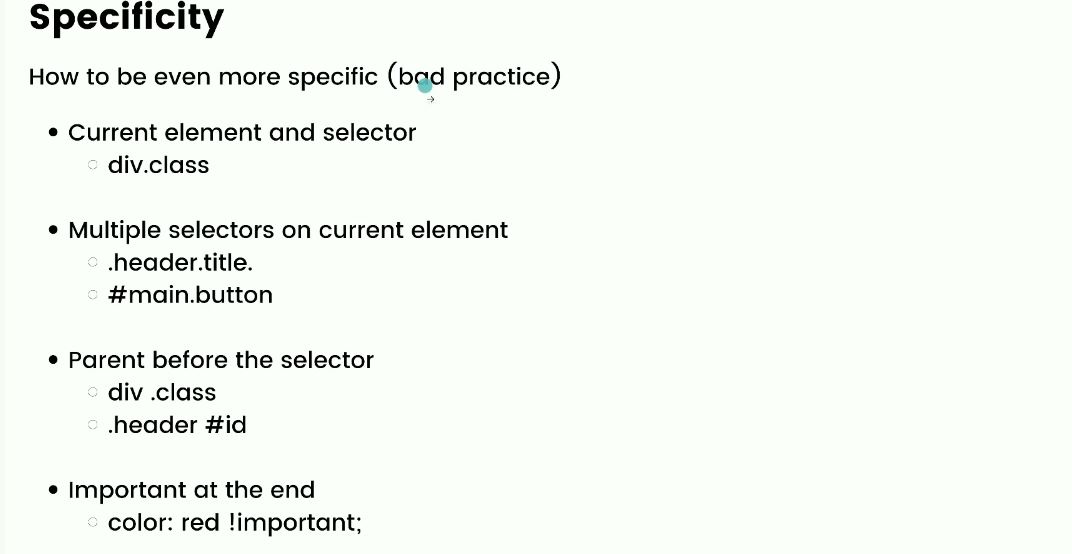 Specificity
How to be even more specific (bad practice)
Current element and selector
div.class
Multiple selectors on current element
.header.title.
#main.button
Parent before the selector
div .class
.header #id
Important at the end
color: red !important;